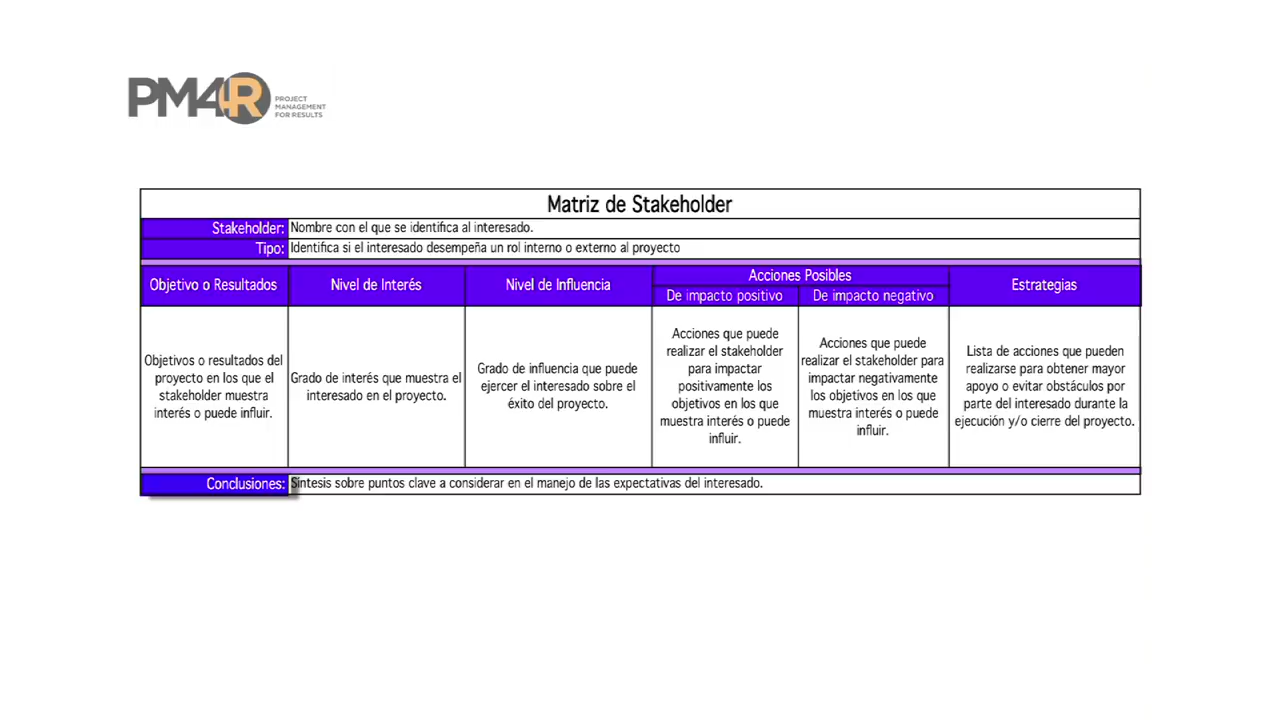 PM4R
PROJECT
MANAGEMENT
FOR RESULTS
Matriz de Stakeholder
Stakeholder: Nombre con el que se identifica al interesado.
Tipo: Identifica si el interesado desempeña un rol interno o externo al proyecto
Objetivo o Resultados
Nivel de Interés
Nivel de Influencia
Acciones Posibles
De impacto positivo
De impacto negativo
Estrategias
Objetivos o resultados del
proyecto en los que el
stakeholder muestra
interés o puede influir.
Grado de interés que muestra el
interesado en el proyecto.
Grado de influencia que puede
ejercer el interesado sobre el
éxito del proyecto.
Acciones que puede
realizar el stakeholder
para impactar
positivamente los
objetivos en los que
muestra interés o puede
influir.
Acciones que puede
realizar el stakeholder para
impactar negativamente
los objetivos en los que
muestra interés o puede
influir.
Lista de acciones que pueden
realizarse para obtener mayor
apoyo o evitar obstáculos por
parte del interesado durante la
ejecución y/o cierre del proyecto.
Conclusiones: Síntesis sobre puntos clave a considerar en el manejo de las expectativas del interesado.